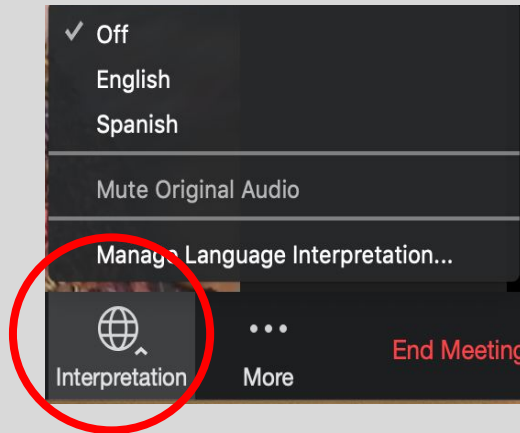 Off
English
Spanish
Mute Original Audio
Manage Language Interpretation...
Interpretation
More
End Meeting